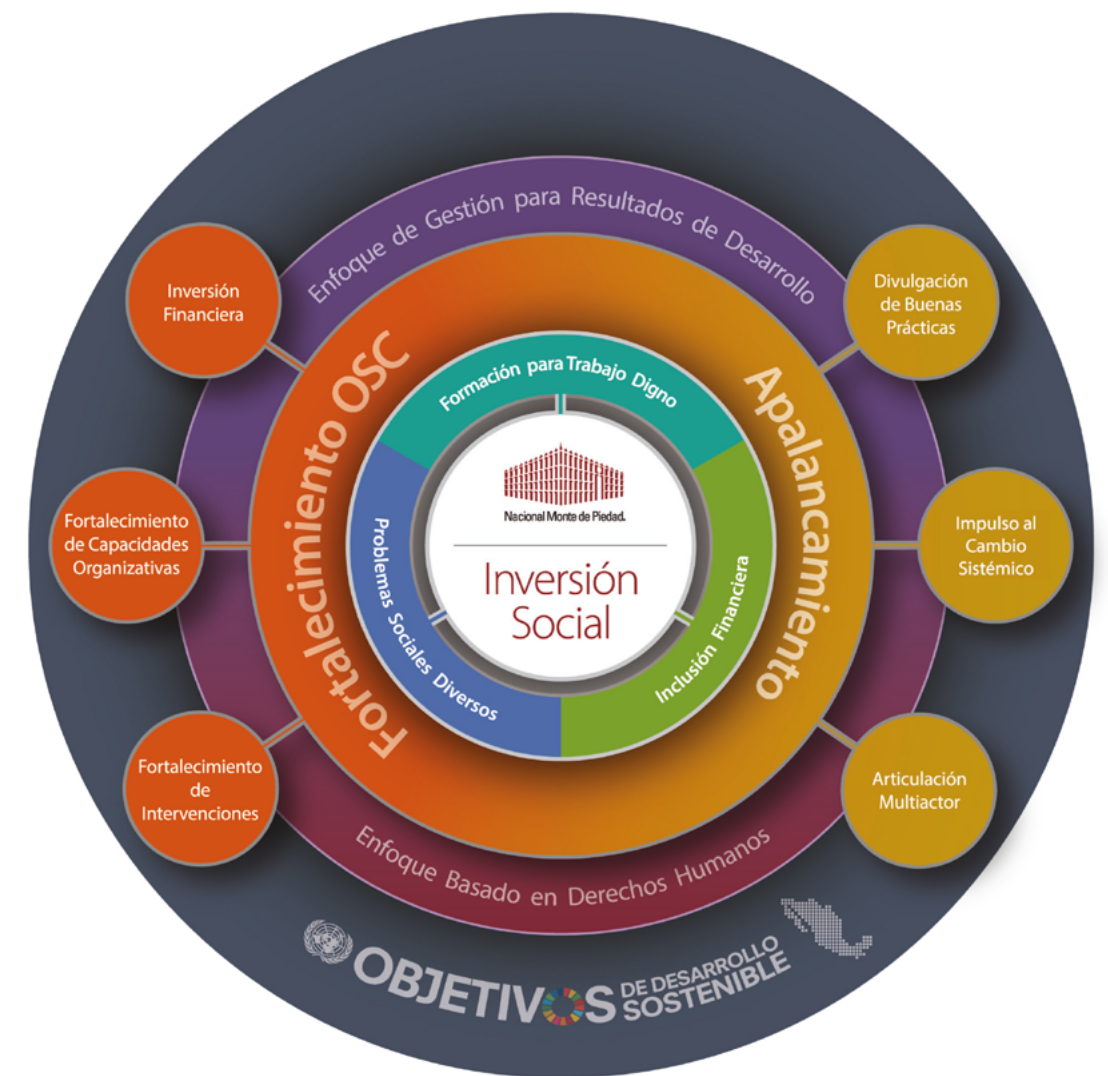 Enfoque de Gestión para Resultados de Desarrollo
Inversión
Financiera
Divulgación
de Buenas
Prácticas
Formación para Trabajo Digno
Fortalecimiento OSC
Apalancamiento
Nacional Monte de Piedad.
Inversión
Social
Problemas Sociales Diversos
Inclusión Financiera
Fortalecimiento
de Capacidades
Organizativas
Impulso al
Cambio
Sistémico
Fortalecimiento
de
Intervenciones
Articulación
Multiactor
Enfoque Basado en Derechos Humanos
OBJETIVOS
DE DESARROLLO
SOSTENIBLE